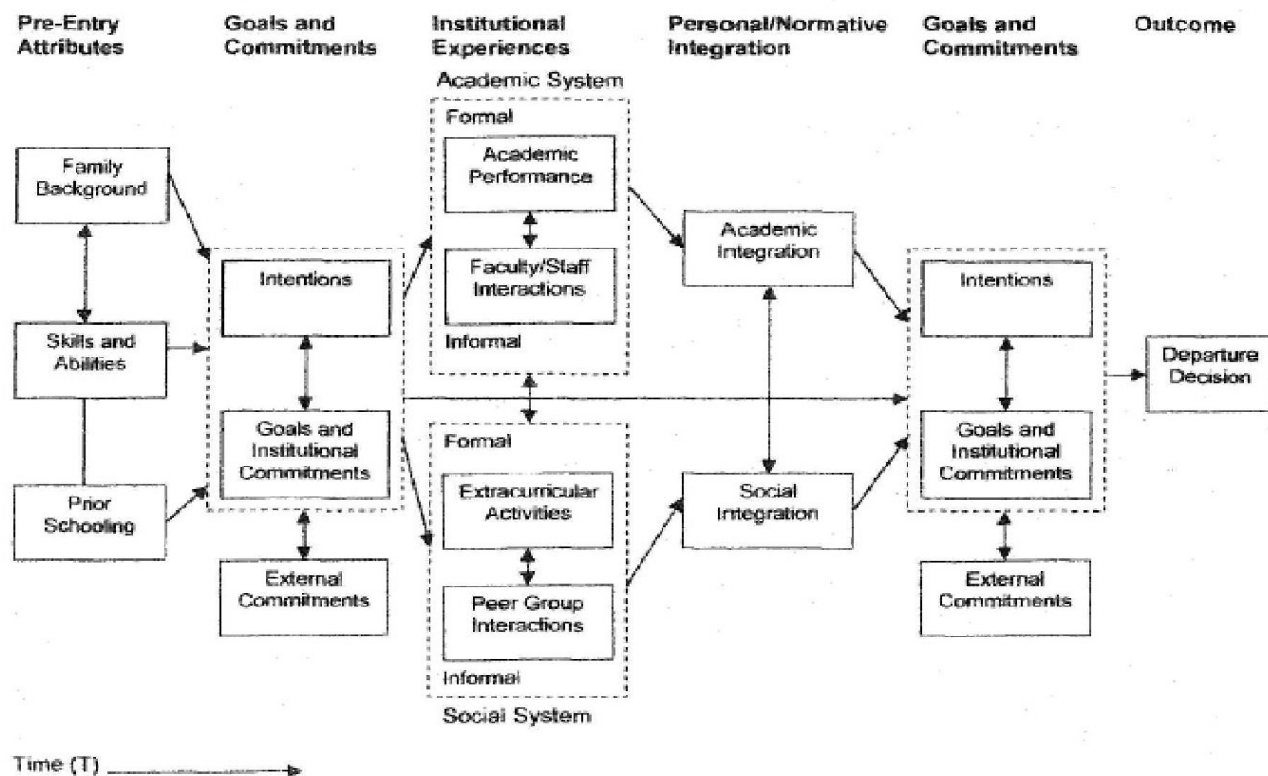 Pre-Entry
Attributes
Goals and
Commitments
Institutional
Experiences
Personal/Normative
Integration
Goals and
Commitments
Outcome
Academic System
Formal
Academic
Performance
Faculty/Staff
Interactions
Informal
Family
Background
Skills and
Abilities
Prior
Schooling
Intentions
Goals and
Institutional
Commitments
External
Commitments
Formal
Extracurricular
Activities
Peer Group
Interactions
Informal
Social System
Academic
Integration
Social
Integration
Intentions
Goals and
Institutional
Commitments
External
Commitments
Departure
Decision
Time (T)